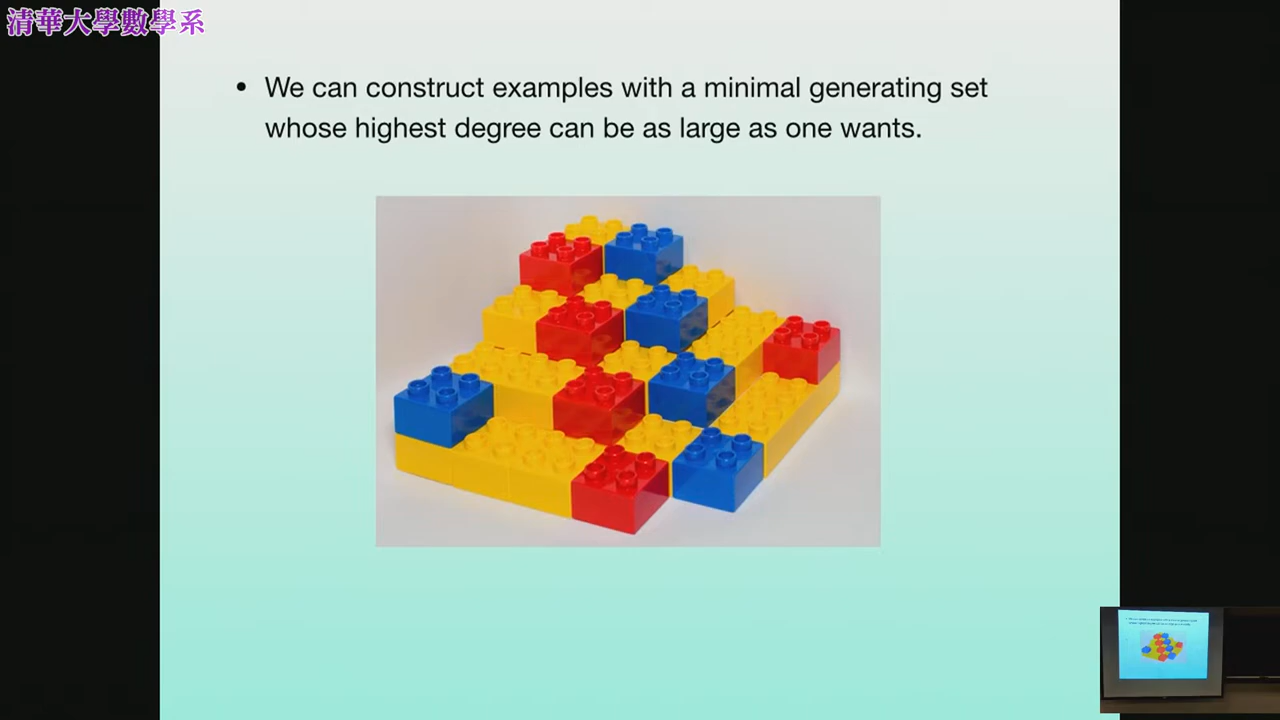 清華大學數學系
• We can construct examples with a minimal generating set
whose highest degree can be as large as one wants.